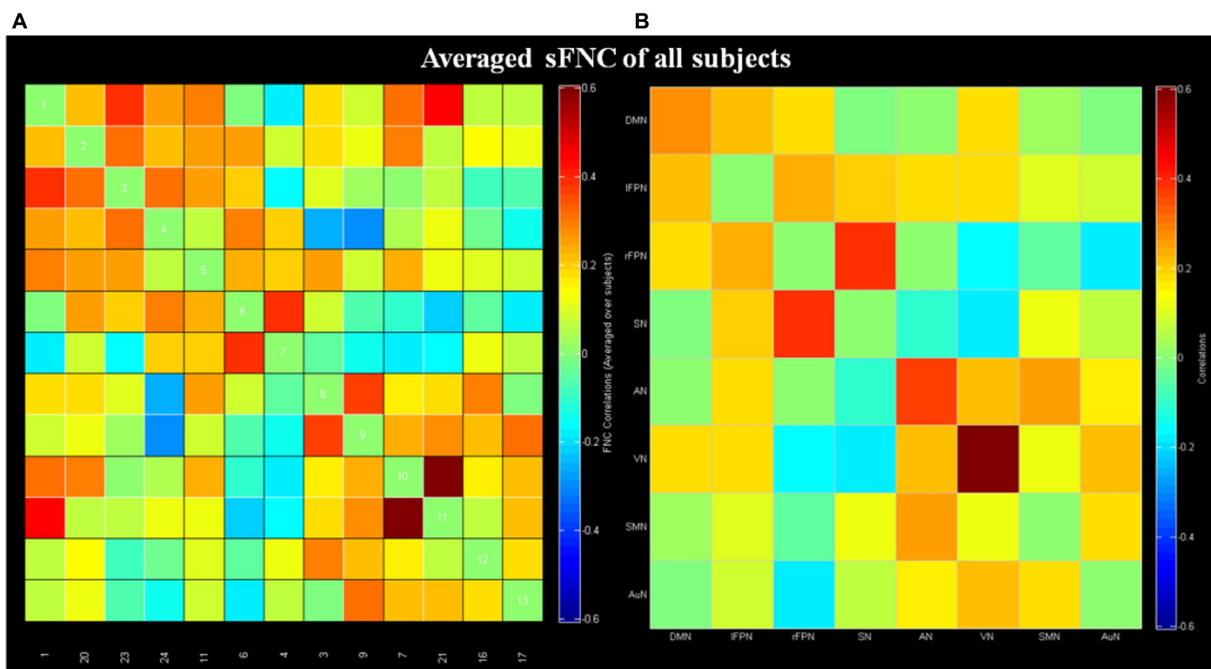 A
B
Averaged sFNC of all subjects
1
2
3
4
5
6
7
8
9
10
11
12
13
1 20 23 24 11 6 4 3 9 7 21 16 17
0.6
0.4
0.2
0
-0.2
-0.4
-0.6
FNC Correlations (Averaged over subjects)
DMN
lFPN
rFPN
SN
AN
VN
SMN
AuN
DMN lFPN rFPN SN AN VN SMN AuN
0.6
0.4
0.2
0
-0.2
-0.4
-0.6
Correlations